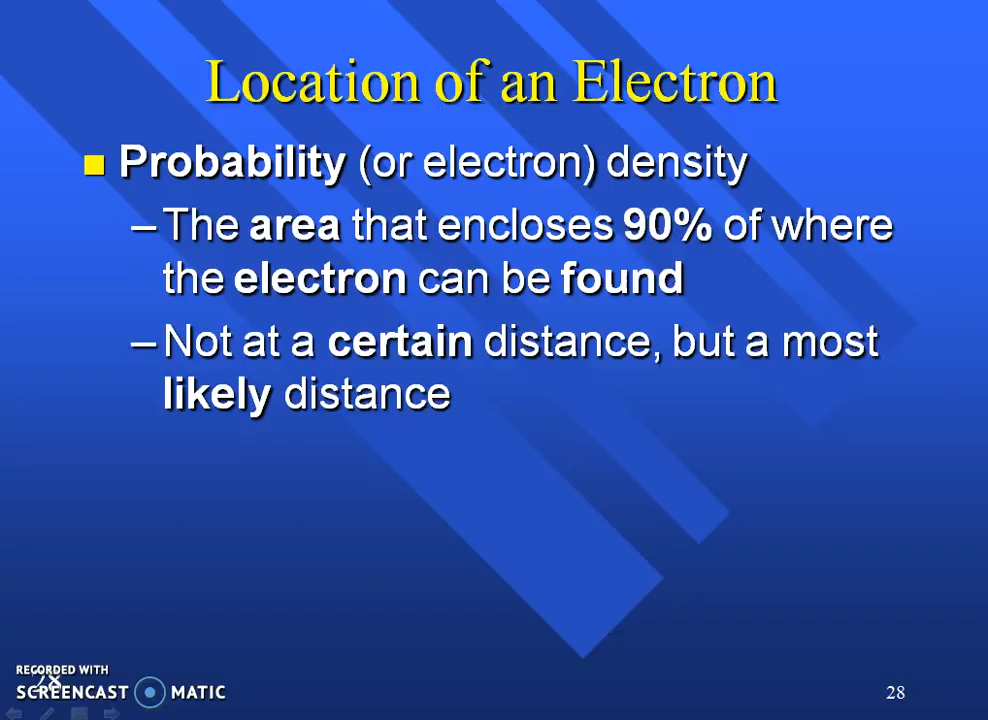 Location of an Electron
Probability (or electron) density
–The area that encloses 90% of where
the electron can be found
–Not at a certain distance, but a most
likely distance
RECORDED WITH
SCREENCAST MATIC
28